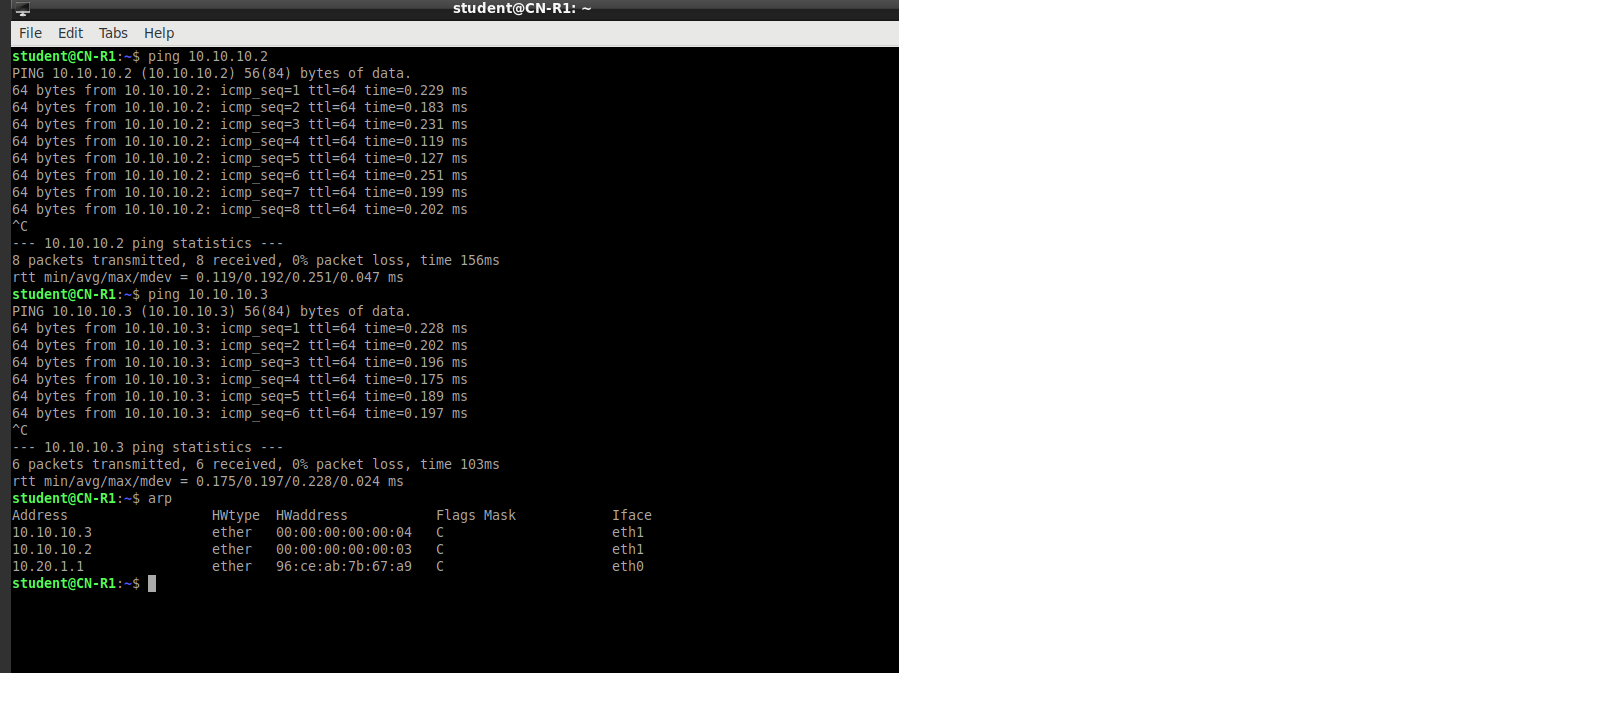 student@CN-R1: ~
File Edit Tabs Help
student@CN-R1:~$ ping 10.10.10.2
PING 10.10.10.2 (10.10.10.2) 56(84) bytes of data.
64 bytes from 10.10.10.2: icmp_seq=1 ttl=64 time=0.229 ms
64 bytes from 10.10.10.2: icmp_seq=2 ttl=64 time=0.183 ms
64 bytes from 10.10.10.2: icmp_seq=3 ttl=64 time=0.231 ms
64 bytes from 10.10.10.2: icmp_seq=4 ttl=64 time=0.119 ms
64 bytes from 10.10.10.2: icmp_seq=5 ttl=64 time=0.127 ms
64 bytes from 10.10.10.2: icmp_seq=6 ttl=64 time=0.251 ms
64 bytes from 10.10.10.2: icmp_seq=7 ttl=64 time=0.199 ms
64 bytes from 10.10.10.2: icmp_seq=8 ttl=64 time=0.202 ms
^C
--- 10.10.10.2 ping statistics ---
8 packets transmitted, 8 received, 0% packet loss, time 156ms
rtt min/avg/max/mdev = 0.119/0.192/0.251/0.047 ms
student@CN-R1:~$ ping 10.10.10.3
PING 10.10.10.3 (10.10.10.3) 56(84) bytes of data.
64 bytes from 10.10.10.3: icmp_seq=1 ttl=64 time=0.228 ms
64 bytes from 10.10.10.3: icmp_seq=2 ttl=64 time=0.202 ms
64 bytes from 10.10.10.3: icmp_seq=3 ttl=64 time=0.196 ms
64 bytes from 10.10.10.3: icmp_seq=4 ttl=64 time=0.175 ms
64 bytes from 10.10.10.3: icmp_seq=5 ttl=64 time=0.189 ms
64 bytes from 10.10.10.3: icmp_seq=6 ttl=64 time=0.197 ms
^C
--- 10.10.10.3 ping statistics ---
6 packets transmitted, 6 received, 0% packet loss, time 103ms
rtt min/avg/max/mdev = 0.175/0.197/0.228/0.024 ms
student@CN-R1:~$ arp
Address HWtype HWaddress Flags Mask Iface
10.10.10.3 ether 00:00:00:00:00:04 C eth1
10.10.10.2 ether 00:00:00:00:00:03 C eth1
10.20.1.1 ether 96:ce:ab:7b:67:a9 C eth0
student@CN-R1:~$